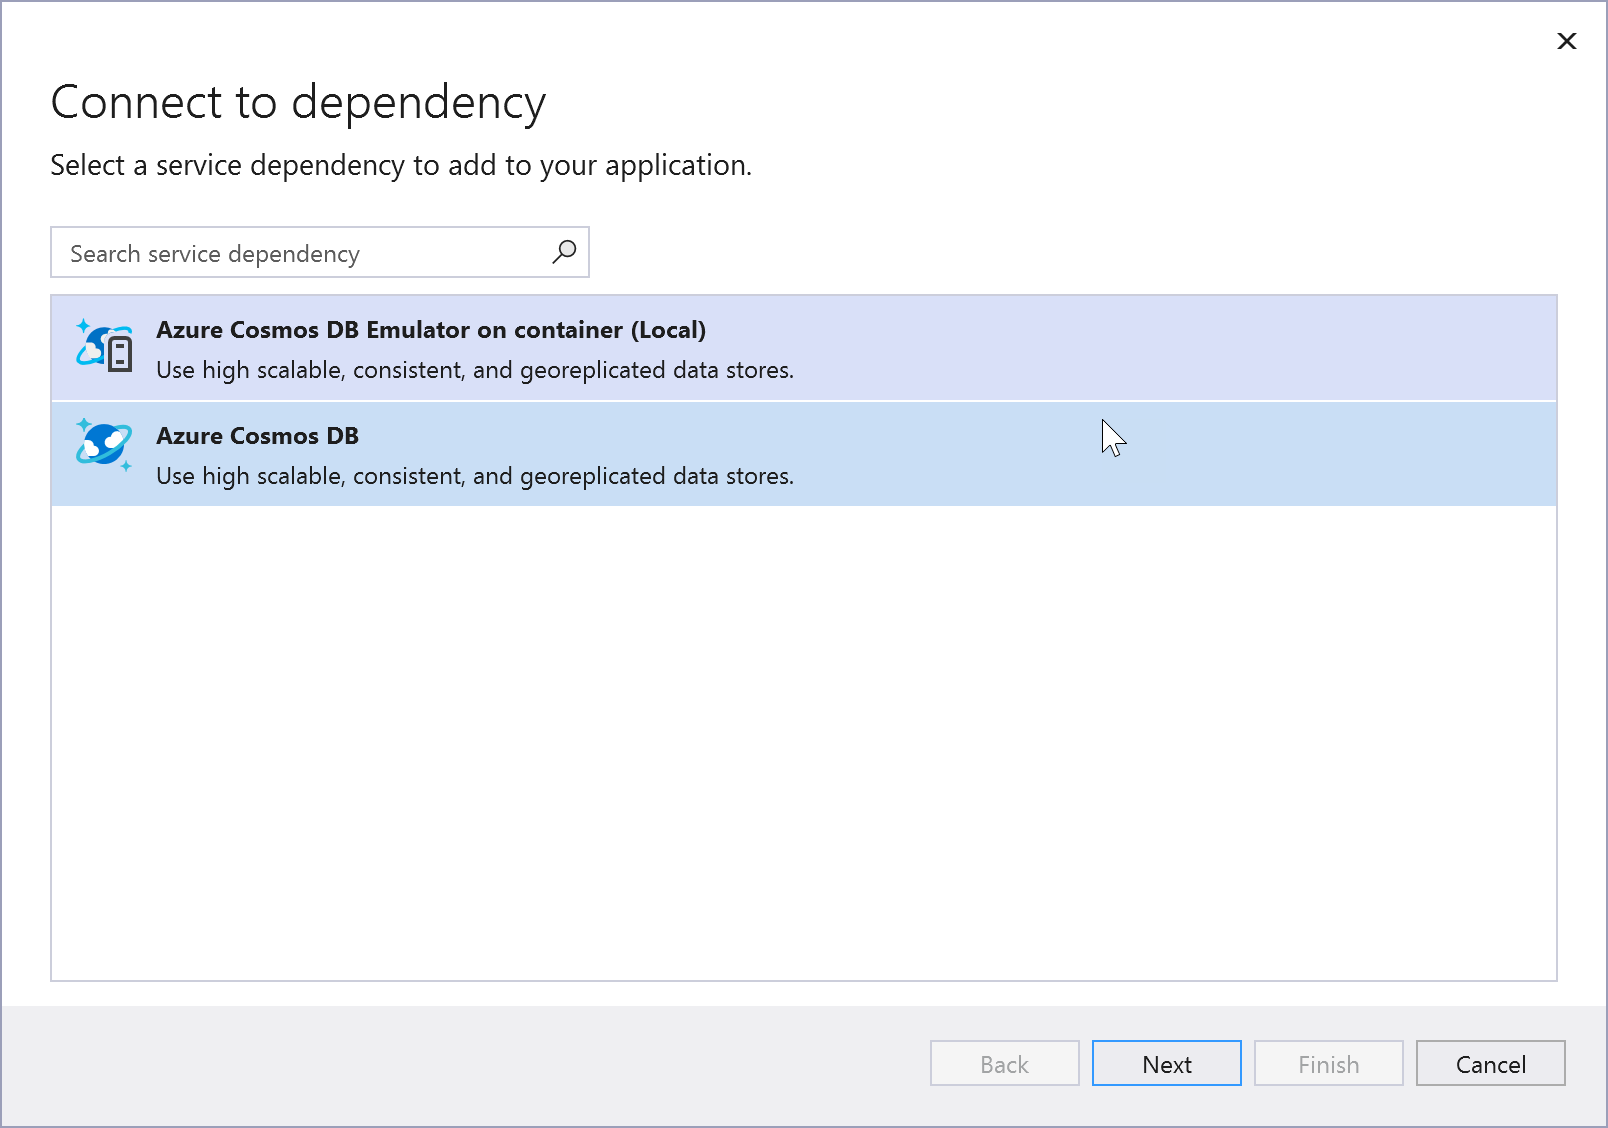 Connect to dependency
Select a service dependency to add to your application.
Search service dependency
Azure Cosmos DB Emulator on container (Local)
Use high scalable, consistent, and georeplicated data stores.
Azure Cosmos DB
Use high scalable, consistent, and georeplicated data stores.
Back Next Finish Cancel